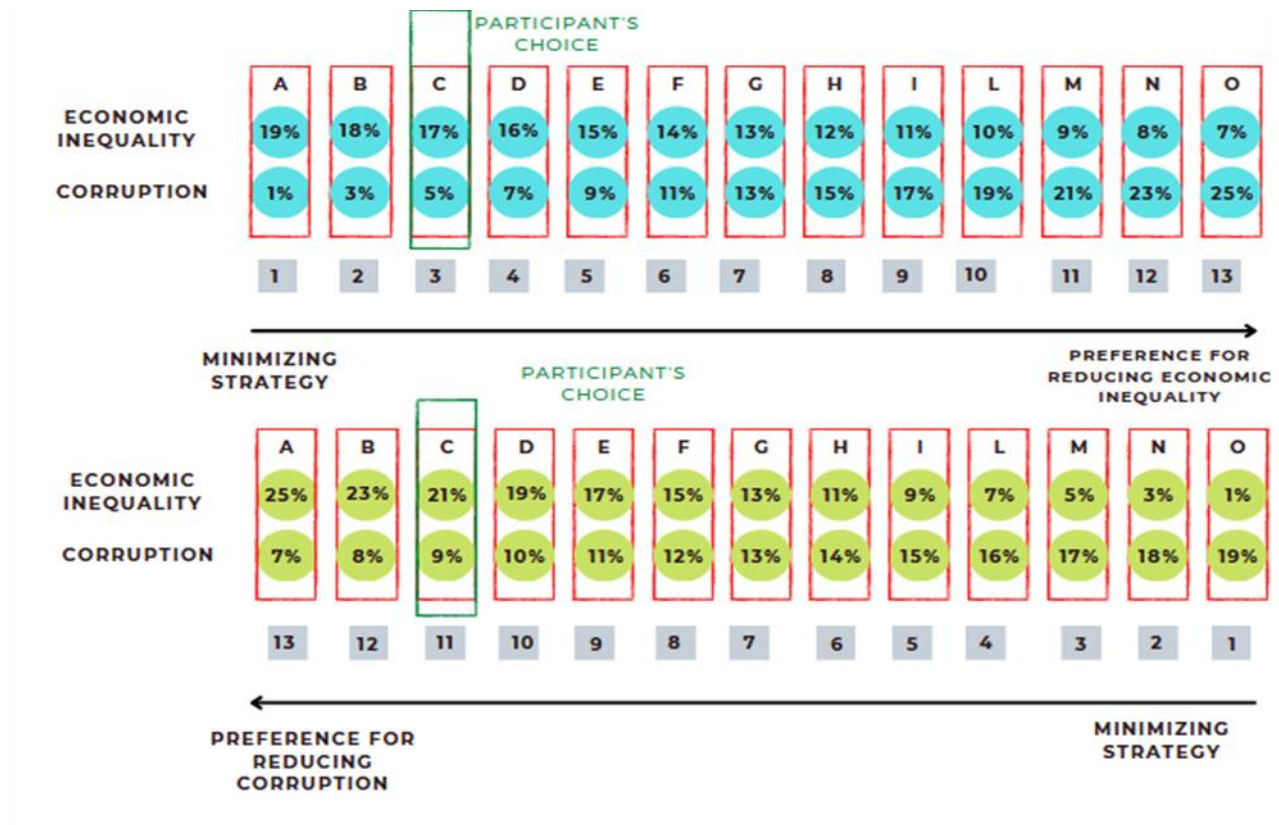 PARTICIPANT'S
CHOICE
A B C D E F G H I L M N O
ECONOMIC
INEQUALITY
19% 18% 17% 16% 15% 14% 13% 12% 11% 10% 9% 8% 7%
CORRUPTION
1% 3% 5% 7% 9% 11% 13% 15% 17% 19% 21% 23% 25%
1 2 3 4 5 6 7 8 9 10 11 12 13
MINIMIZING
STRATEGY
PREFERENCE FOR
REDUCING ECONOMIC
INEQUALITY
PARTICIPANT'S
CHOICE
A B C D E F G H I L M N O
ECONOMIC
INEQUALITY
25% 23% 21% 19% 17% 15% 13% 11% 9% 7% 5% 3% 1%
CORRUPTION
7% 8% 9% 10% 11% 12% 13% 14% 15% 16% 17% 18% 19%
13 12 11 10 9 8 7 6 5 4 3 2 1
PREFERENCE FOR
REDUCING
CORRUPTION
MINIMIZING
STRATEGY